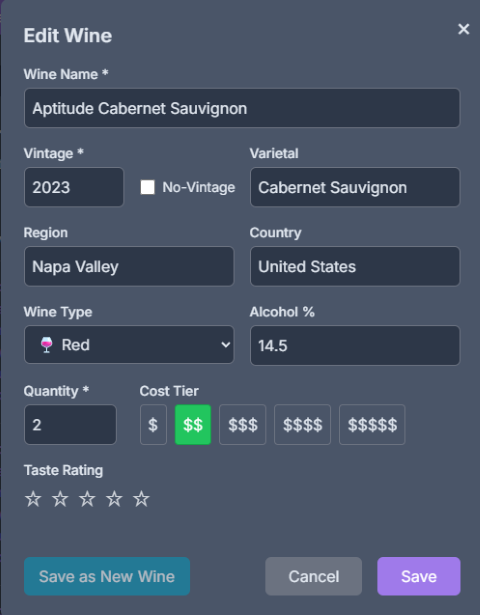 Edit Wine
×
Wine Name *
Aptitude Cabernet Sauvignon
Vintage * Varietal
2023 No-Vintage Cabernet Sauvignon
Region Country
Napa Valley United States
Wine Type Alcohol %
Red 14.5
Quantity * Cost Tier
2 $ $$ $$$ $$$$ $$$$$
Taste Rating
Save as New Wine Cancel Save